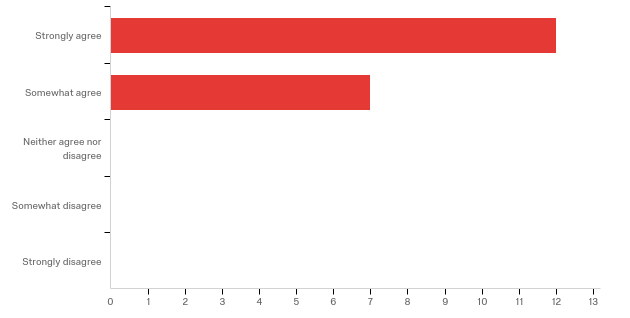 Strongly agree
Somewhat agree
Neither agree nor
disagree
Somewhat disagree
Strongly disagree
0 1 2 3 4 5 6 7 8 9 10 11 12 13